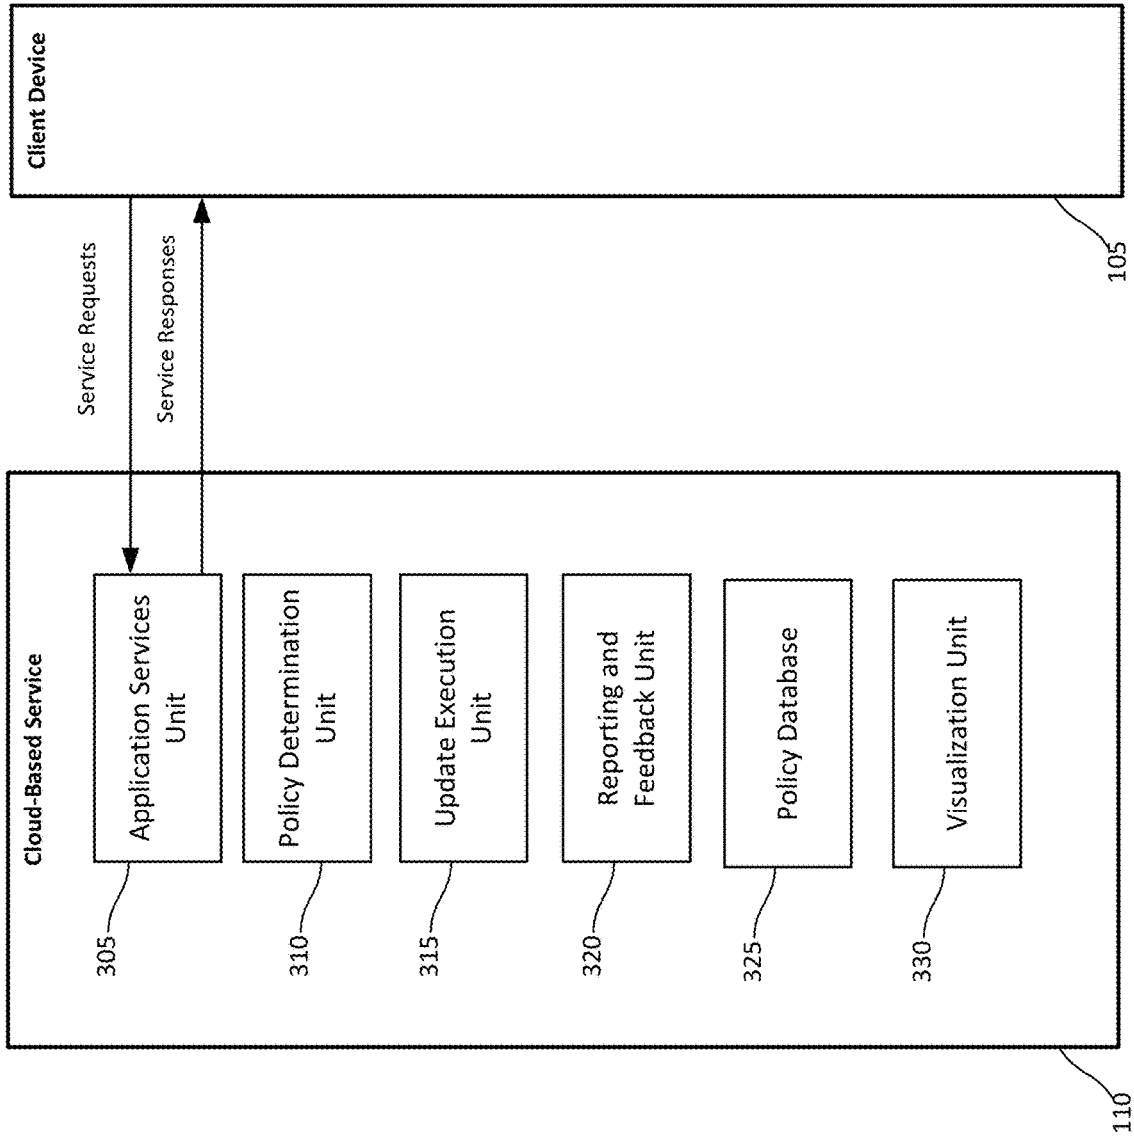 Cloud-Based Service
Application Services
Unit
305
Policy Determination
Unit
310
Update Execution
Unit
315
Reporting and
Feedback Unit
320
Policy Database
325
Visualization Unit
330
110
Service Requests
Service Responses
Client Device
105